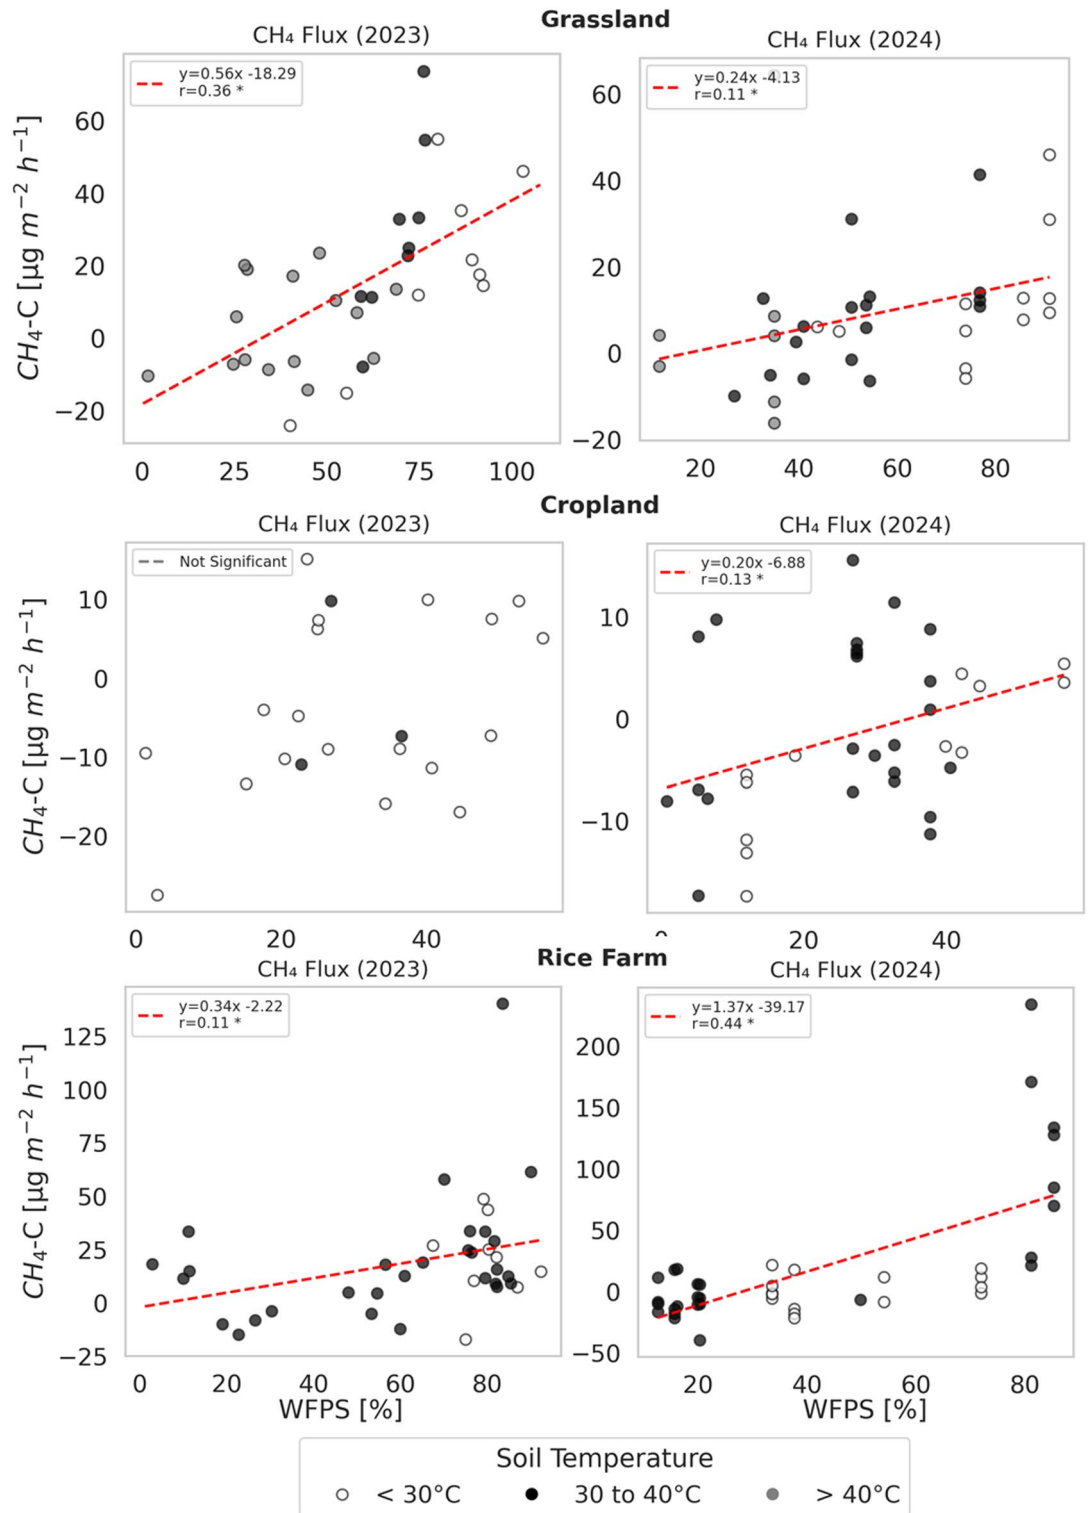 Grassland
CH₄ Flux (2023)
CH₄ Flux (2024)
y=0.56x -18.29
r=0.36 *
y=0.24x -4.13
r=0.11 *
CH₄-C [µg m⁻² h⁻¹]
60
40
20
0
−20
60
40
20
0
−20
0 25 50 75 100
20 40 60 80
Cropland
CH₄ Flux (2023)
CH₄ Flux (2024)
Not Significant
y=0.20x -6.88
r=0.13 *
CH₄-C [µg m⁻² h⁻¹]
10
0
−10
−20
10
0
−10
0 20 40
0 20 40
Rice Farm
CH₄ Flux (2023)
CH₄ Flux (2024)
y=0.34x -2.22
r=0.11 *
y=1.37x -39.17
r=0.44 *
CH₄-C [µg m⁻² h⁻¹]
125
100
75
50
25
0
−25
200
150
100
50
0
−50
0 20 40 60 80
20 40 60 80
WFPS [%]
WFPS [%]
Soil Temperature
< 30°C
30 to 40°C
> 40°C